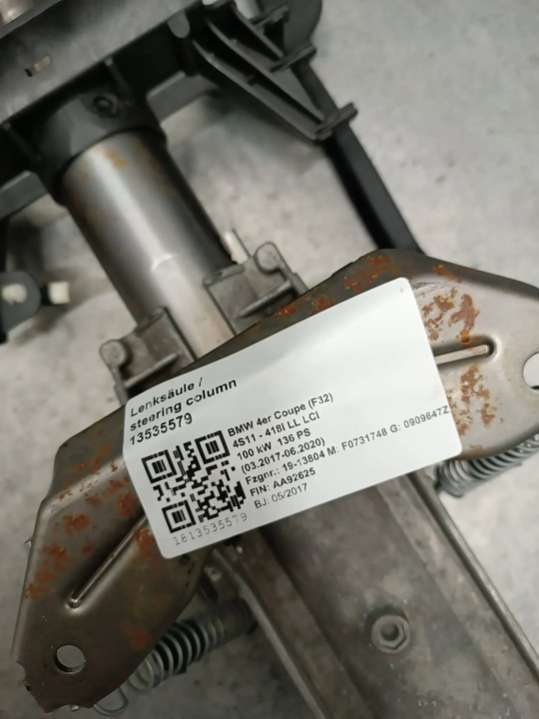 Lenksäule /
steering column
13535579
BMW 4er Coupe (F32)
4S11 - 418I LL LCI
100 kW 136 PS
(03.2017-06.2020)
Fzgnr.: 19-13804 M: F0731748 G: 0909647Z
FIN: AA92625
BJ: 05/2017
1813535579